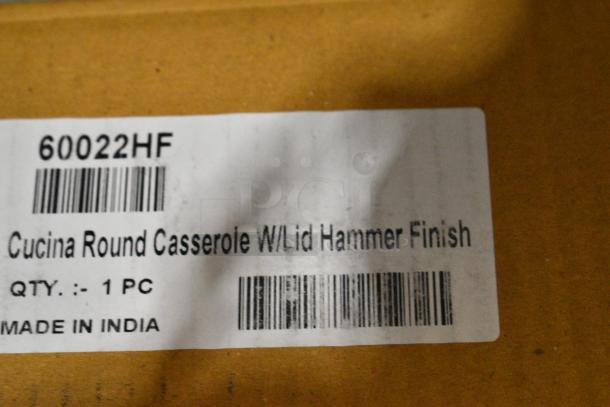 60022HF
Cucina Round Casserole W/Lid Hammer Finish
QTY. :- 1 PC
MADE IN INDIA